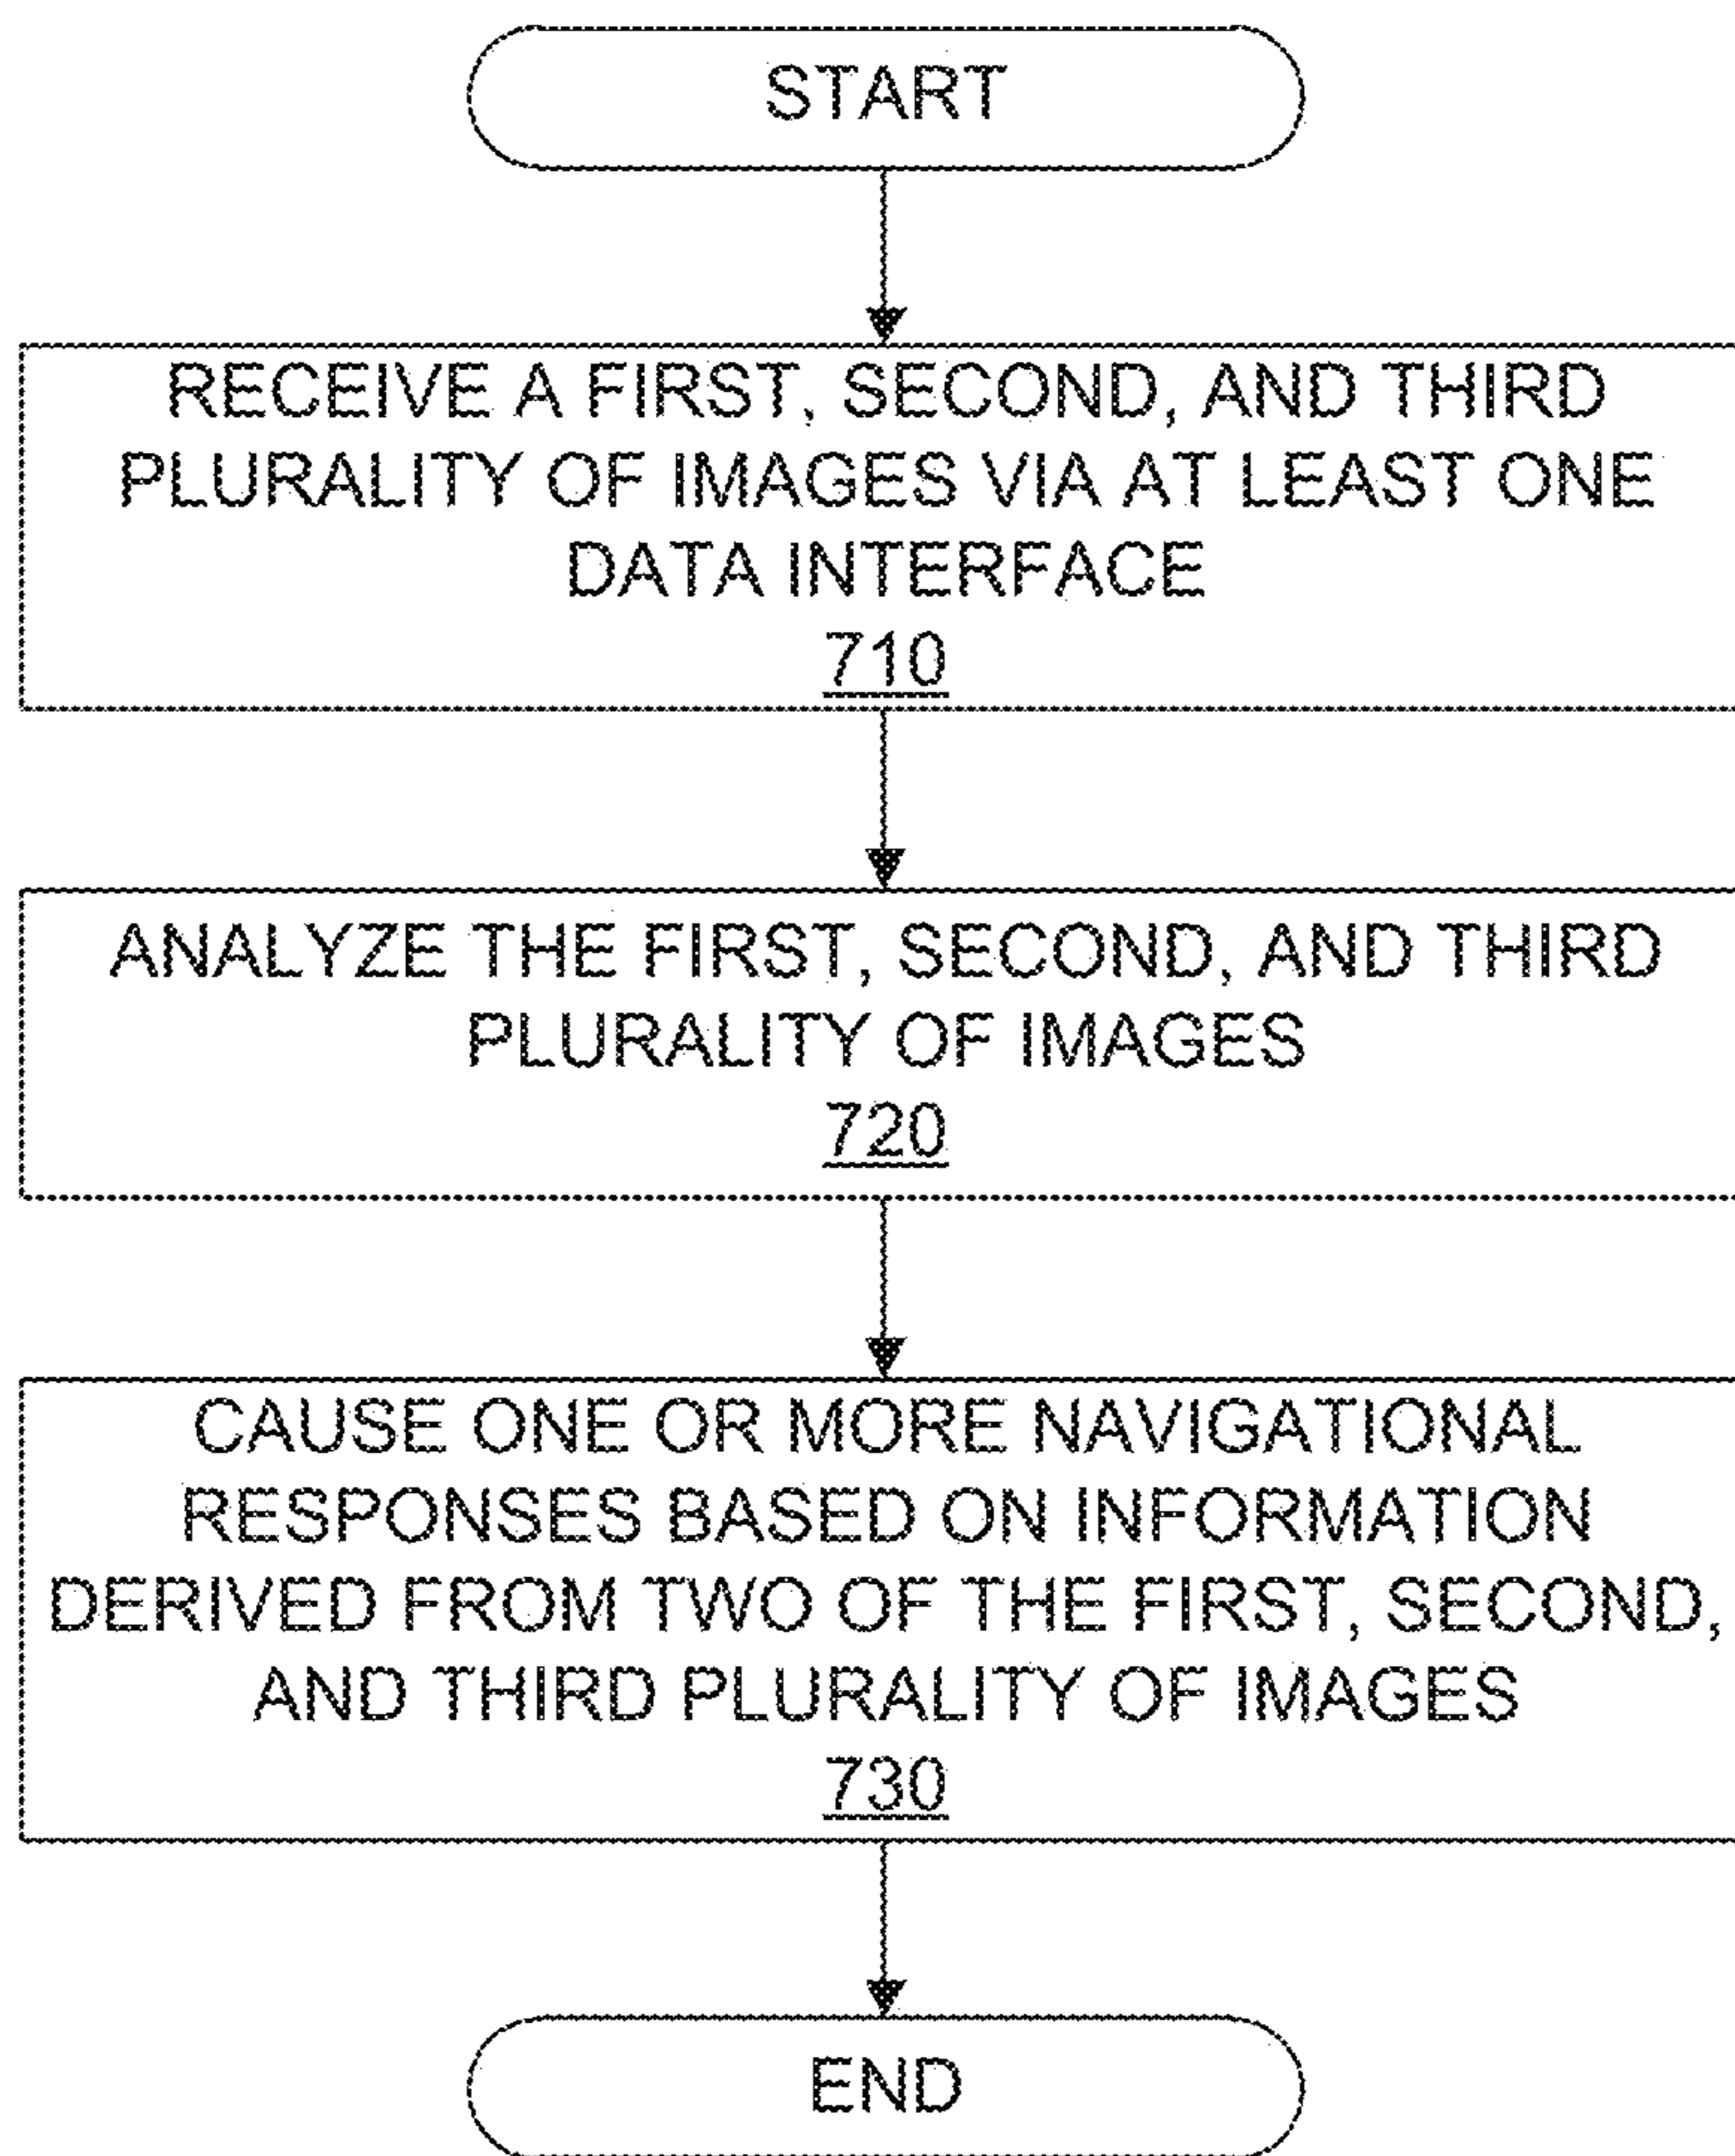 START
RECEIVE A FIRST, SECOND, AND THIRD
PLURALITY OF IMAGES VIA AT LEAST ONE
DATA INTERFACE
710
ANALYZE THE FIRST, SECOND, AND THIRD
PLURALITY OF IMAGES
720
CAUSE ONE OR MORE NAVIGATIONAL
RESPONSES BASED ON INFORMATION
DERIVED FROM TWO OF THE FIRST, SECOND,
AND THIRD PLURALITY OF IMAGES
730
END